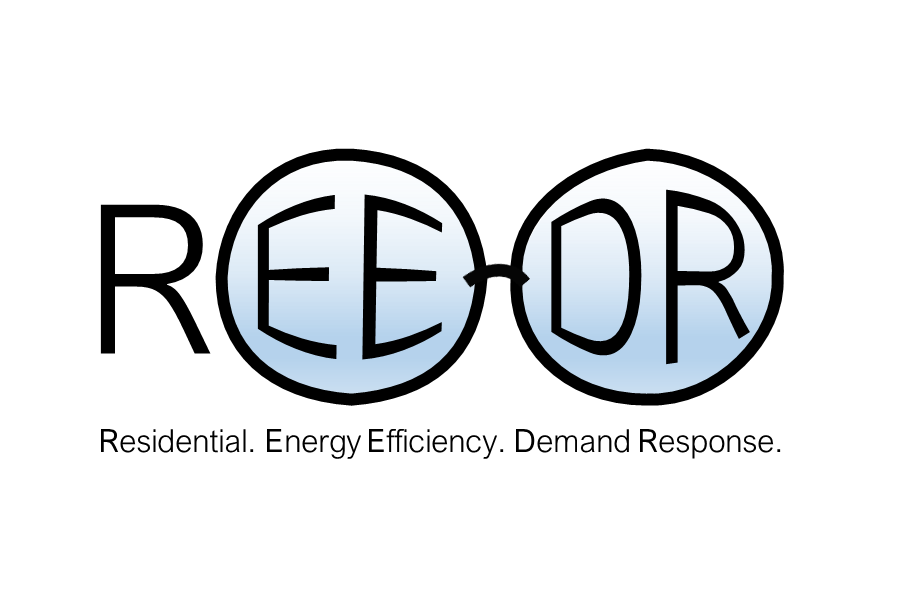 REEDR
Residential. Energy Efficiency. Demand Response.